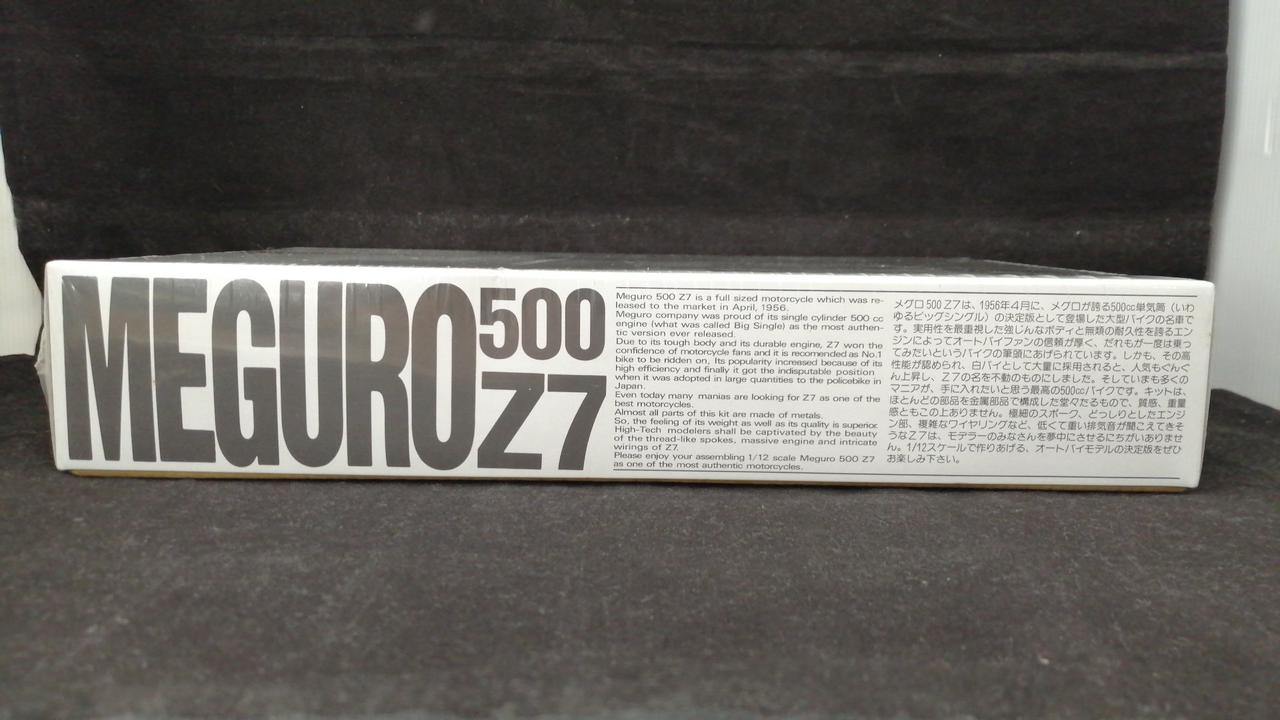 MEGURO
500
Z7
Meguro 500 Z7 is a full sized motorcycle which was re-
leased to the market in April, 1956.
Meguro company was proud of its single cylinder 500 cc
engine (what was called Big Single) as the most authen-
tic version ever released.
Due to its tough body and its durable engine, Z7 won the
confidence of motorcycle fans and it is recomended as No.1
bike to be ridden on, Its popularity increased because of its
high efficiency and finally it got the indisputable position
when it was adopted in large quantities to the policebike in
Japan.
Even today many manias are looking for Z7 as one of the
best motorcycles.
Almost all parts of this kit are made of metals.
So, the feeling of its weight as well as its quality is superior.
High-Tech modelers shall be captivated by the beauty
of the thread-like spokes, massive engine and intricate
wirings of Z7.
Please enjoy your assembling 1/12 scale Meguro 500 Z7
as one of the most authentic motorcycles.
メグロ500 Z7は、1956年4月に、メグロが誇る500cc単気筒（いわ
ゆるビッグシングル）の決定版として登場した大型バイクの名車で
す。実用性を最重視した強じんなボディと無類の耐久性を誇るエン
ジンによってオートバイファンの信頼が厚く、だれもが一度は乗っ
てみたいというバイクの筆頭にあげられています。しかも、その高
性能が認められ、白バイとして大量に採用されると、人気もぐんぐ
ん上昇し、Z7の名を不動のものにしました。そしていまも多くの
マニアが、手に入れたいと思う最高の500ccバイクです。キットは、
ほとんどの部品を金属部品で構成した堂々たるもので、質感、重量
感ともこの上ありません。極細のスポーク、どっしりとしたエンジ
ン部、複雑なワイヤリングなど、低くて重い排気音が聞こえてきそ
うなZ7は、モデラーのみなさんを夢中にさせるにちがいありませ
ん。1/12スケールで作りあげる、オートバイモデルの決定版をぜひ
お楽しみ下さい。